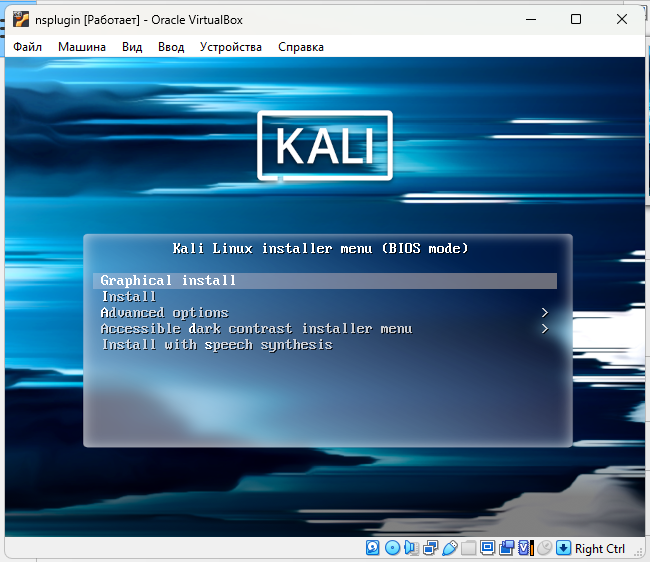 nsplugin [Работает] - Oracle VirtualBox
Файл Машина Вид Ввод Устройства Справка
KALI
Kali Linux installer menu (BIOS mode)
Graphical install
Install
Advanced options >
Accessible dark contrast installer menu >
Install with speech synthesis
Right Ctrl